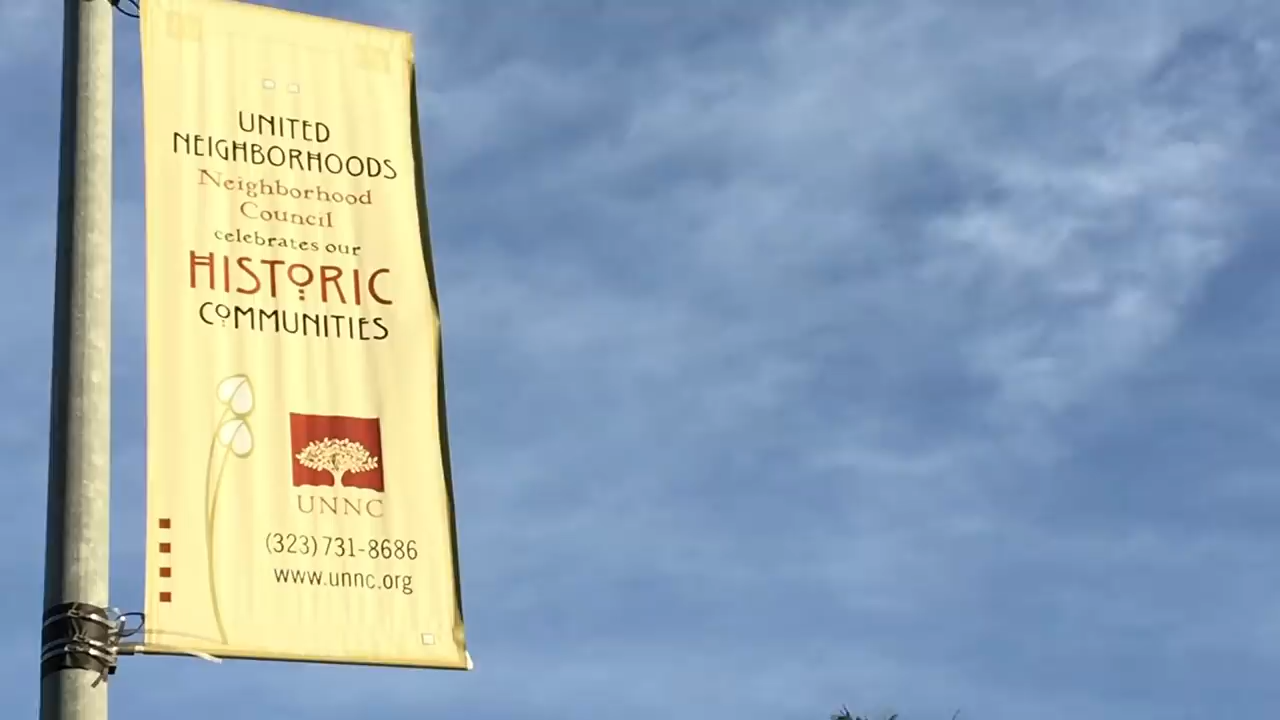 UNITED
NEIGHBORHOODS
Neighborhood
Council
celebrates our
HISTORIC
COMMUNITIES
UNNC
(323)731-8686
www.unnc.org